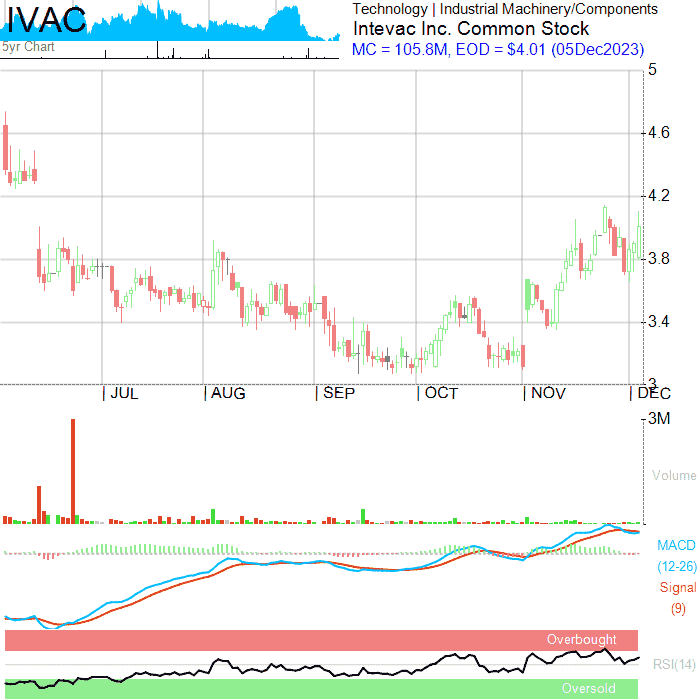 IVAC
5yr Chart
Technology | Industrial Machinery/Components
Intevac Inc. Common Stock
MC = 105.8M, EOD = $4.01 (05Dec2023)
5
4.6
4.2
3.8
3.4
3
JUL
AUG
SEP
OCT
NOV
DEC
3M
Volume
MACD
(12-26)
Signal
(9)
Overbought
RSI(14)
Oversold